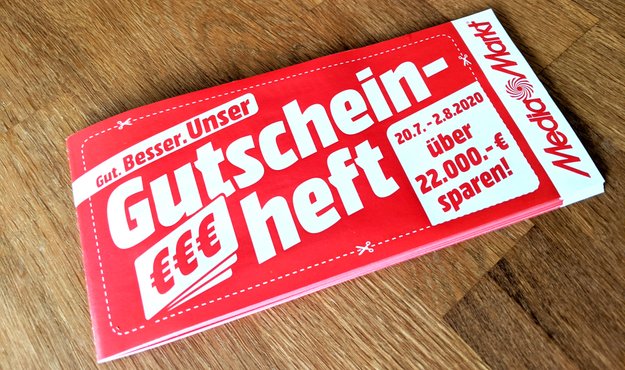 Gut. Besser. Unser
Gutschein-
heft
€€€
20.7. – 2.8.2020
über
22.000.-€
sparen!
MediaMarkt